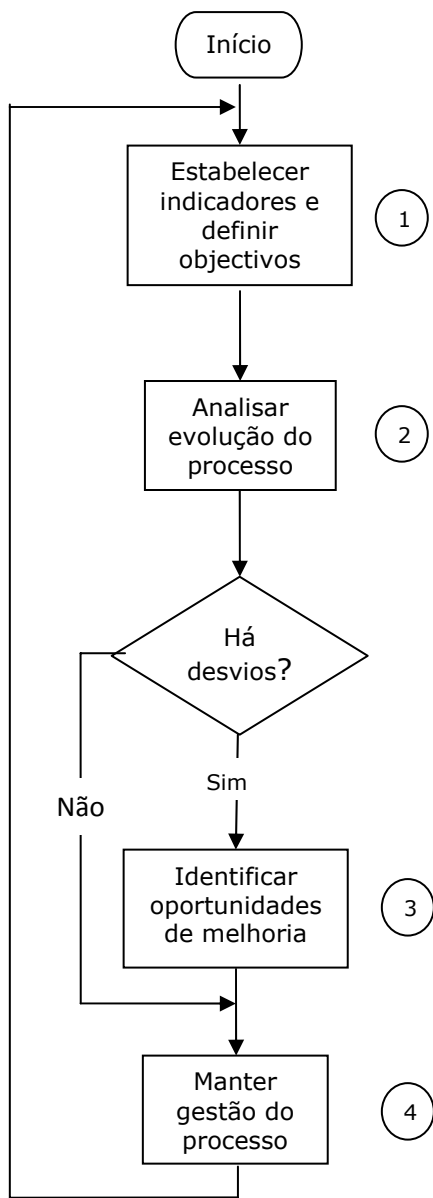 Início
Estabelecer
indicadores e
definir
objectivos
1
Analisar
evolução do
processo
2
Há
desvios?
Sim
Não
Identificar
oportunidades
de melhoria
3
Manter
gestão do
processo
4